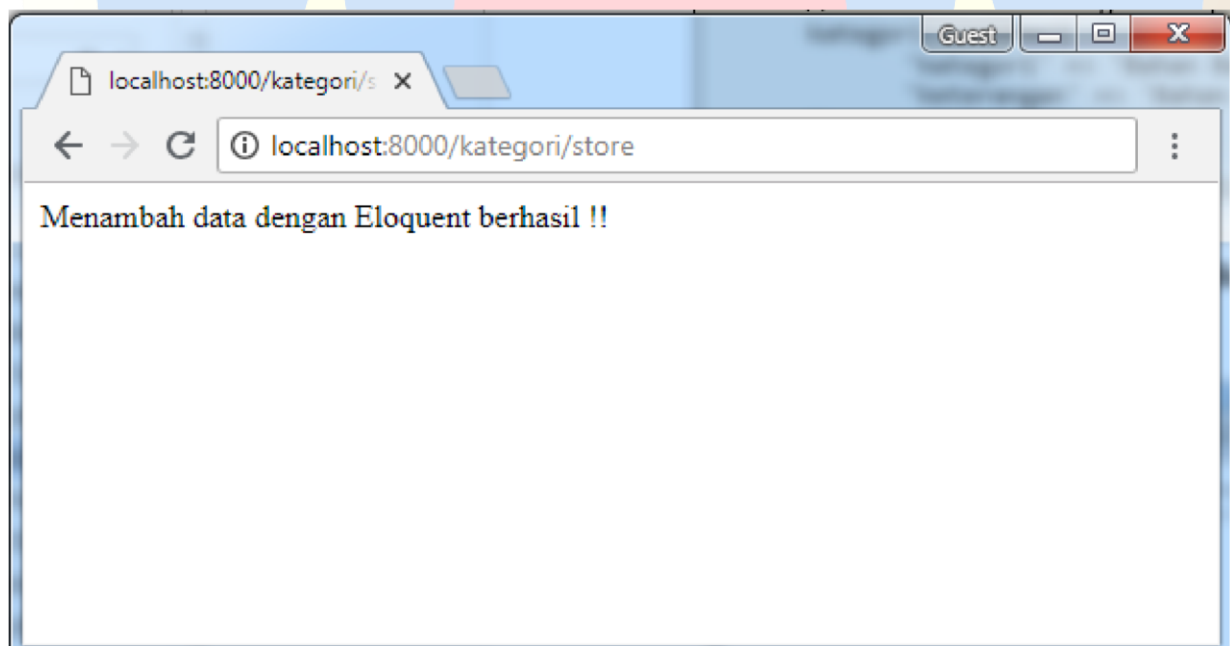 Guest
localhost:8000/kategori/s
localhost:8000/kategori/store
Menambah data dengan Eloquent berhasil !!